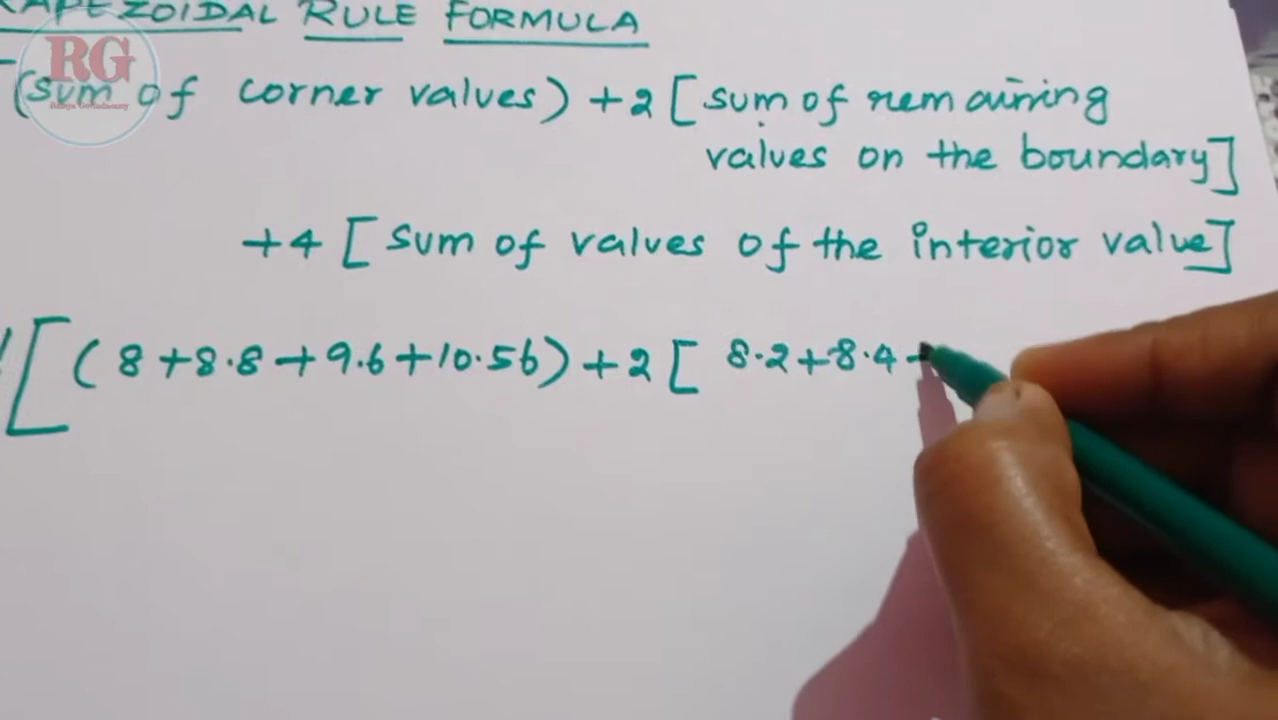 RAPEZOIDAL RULE FORMULA
RG
(sum of corner values) +2 [sum of remaining
values on the boundary]
+4 [sum of values of the interior value]
[(8+8.8+9.6+10.56)+2 [ 8.2+8.4